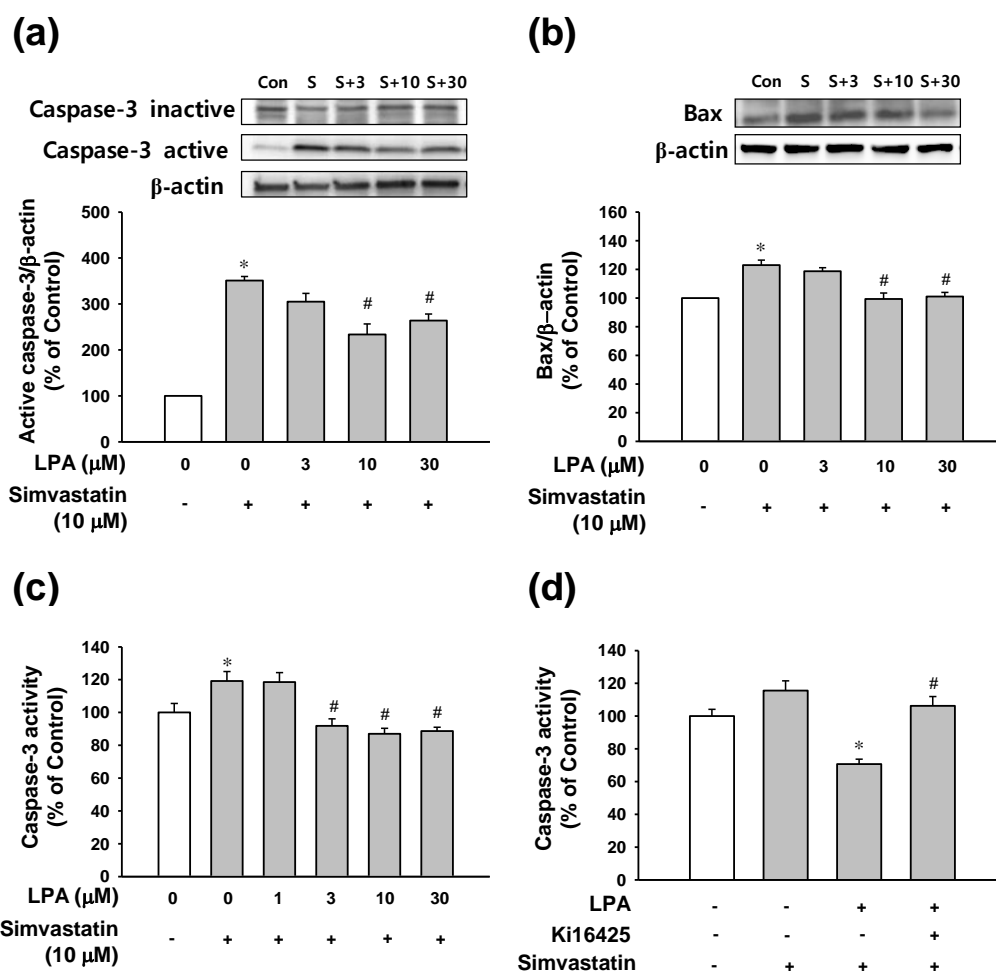 (a)
Con S S+3 S+10 S+30
Caspase-3 inactive
Caspase-3 active
β-actin
Active caspase-3/β-actin
(% of Control)
500
400
300
200
100
0
*
#
#
LPA (μM) 0 0 3 10 30
Simvastatin
(10 μM) - + + + +
(b)
Con S S+3 S+10 S+30
Bax
β-actin
Bax/β–actin
(% of Control)
160
140
120
100
80
60
40
20
0
*
#
#
LPA (μM) 0 0 3 10 30
Simvastatin
(10 μM) - + + + +
(c)
Caspase-3 activity
(% of Control)
140
120
100
80
60
40
20
0
*
#
#
#
LPA (μM) 0 0 1 3 10 30
Simvastatin
(10 μM) - + + + + +
(d)
Caspase-3 activity
(% of Control)
140
120
100
80
60
40
20
0
*
#
LPA - - + +
Ki16425 - - - +
Simvastatin - + + +